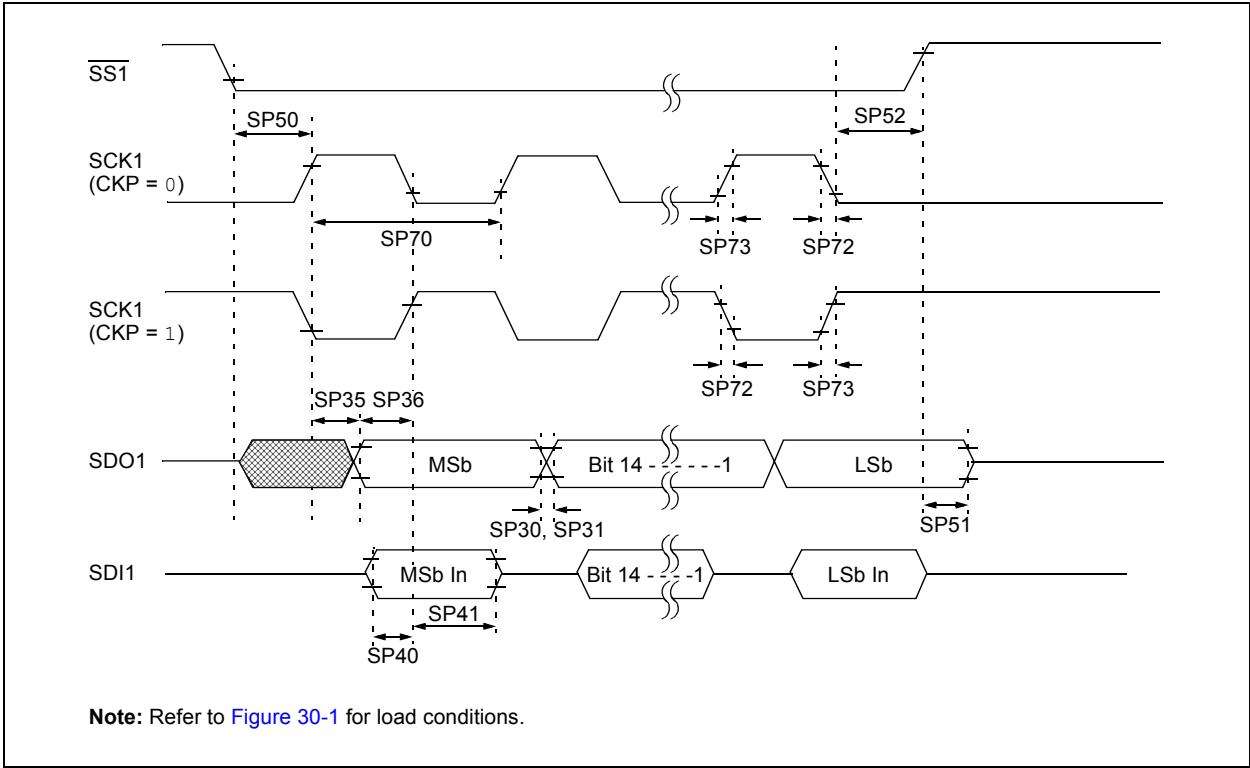 SS1
SP50
SP52
SCK1
(CKP = 0)
SP70
SP73
SP72
SCK1
(CKP = 1)
SP72
SP73
SP35 SP36
SDO1
MSb
Bit 14 - - - - - - -1
LSb
SP30, SP31
SP51
SDI1
MSb In
Bit 14 - - - - -1
LSb In
SP41
SP40
Note: Refer to Figure 30-1 for load conditions.